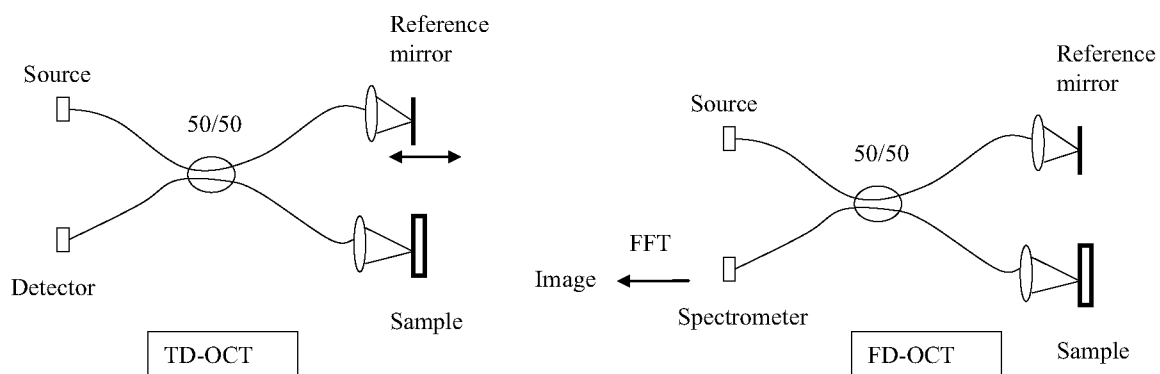 Reference
mirror
Source
50/50
Detector
Sample
TD-OCT
Reference
mirror
Source
50/50
FFT
Image
Spectrometer
Sample
FD-OCT